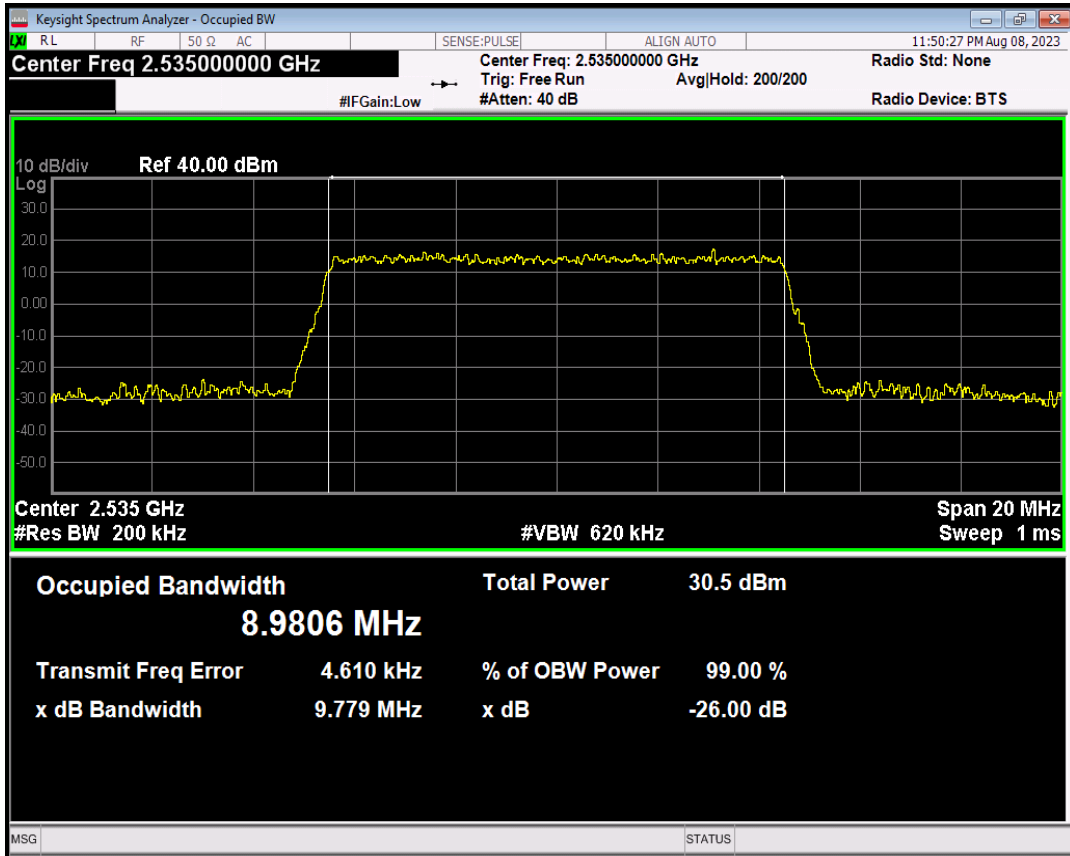 Keysight Spectrum Analyzer - Occupied BW
LXI RL RF 50 Ω AC SENSE:PULSE ALIGN AUTO 11:50:27 PM Aug 08, 2023
Center Freq 2.535000000 GHz Center Freq: 2.535000000 GHz Radio Std: None
Trig: Free Run Avg|Hold: 200/200
#IFGain:Low #Atten: 40 dB Radio Device: BTS
10 dB/div Ref 40.00 dBm
Log
30.0
20.0
10.0
0.00
-10.0
-20.0
-30.0
-40.0
-50.0
Center 2.535 GHz Span 20 MHz
#Res BW 200 kHz #VBW 620 kHz Sweep 1 ms
Occupied Bandwidth Total Power 30.5 dBm
8.9806 MHz
Transmit Freq Error 4.610 kHz % of OBW Power 99.00 %
x dB Bandwidth 9.779 MHz x dB -26.00 dB
MSG STATUS